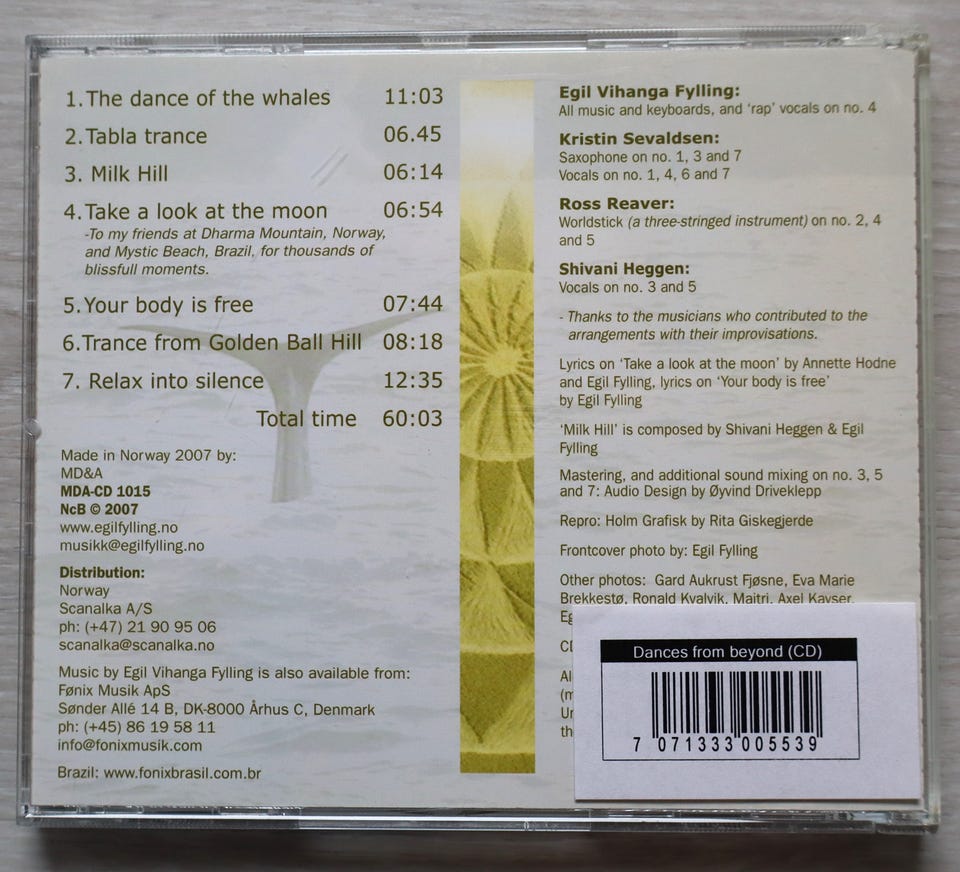 1. The dance of the whales 11:03
2. Tabla trance 06.45
3. Milk Hill 06:14
4. Take a look at the moon 06:54
-To my friends at Dharma Mountain, Norway,
and Mystic Beach, Brazil, for thousands of
blissfull moments.
5. Your body is free 07:44
6.Trance from Golden Ball Hill 08:18
7. Relax into silence 12:35
Total time 60:03
Made in Norway 2007 by:
MD&A
MDA-CD 1015
NcB © 2007
www.egilfylling.no
musikk@egilfylling.no
Distribution:
Norway
Scanalka A/S
ph: (+47) 21 90 95 06
scanalka@scanalka.no
Music by Egil Vihanga Fylling is also available from:
Fønix Musik ApS
Sønder Allé 14 B, DK-8000 Århus C, Denmark
ph: (+45) 86 19 58 11
info@fonixmusik.com
Brazil: www.fonixbrasil.com.br
Egil Vihanga Fylling:
All music and keyboards, and 'rap' vocals on no. 4
Kristin Sevaldsen:
Saxophone on no. 1, 3 and 7
Vocals on no. 1, 4, 6 and 7
Ross Reaver:
Worldstick (a three-stringed instrument) on no. 2, 4
and 5
Shivani Heggen:
Vocals on no. 3 and 5
- Thanks to the musicians who contributed to the
arrangements with their improvisations.
Lyrics on 'Take a look at the moon' by Annette Hodne
and Egil Fylling, lyrics on 'Your body is free'
by Egil Fylling
'Milk Hill' is composed by Shivani Heggen & Egil
Fylling
Mastering, and additional sound mixing on no. 3, 5
and 7: Audio Design by Øyvind Driveklepp
Repro: Holm Grafisk by Rita Giskegjerde
Frontcover photo by: Egil Fylling
Other photos: Gard Aukrust Fjøsne, Eva Marie
Brekkestø, Ronald Kvalvik, Maitri, Axel Kayser,
Dances from beyond (CD)
7 071333 005539